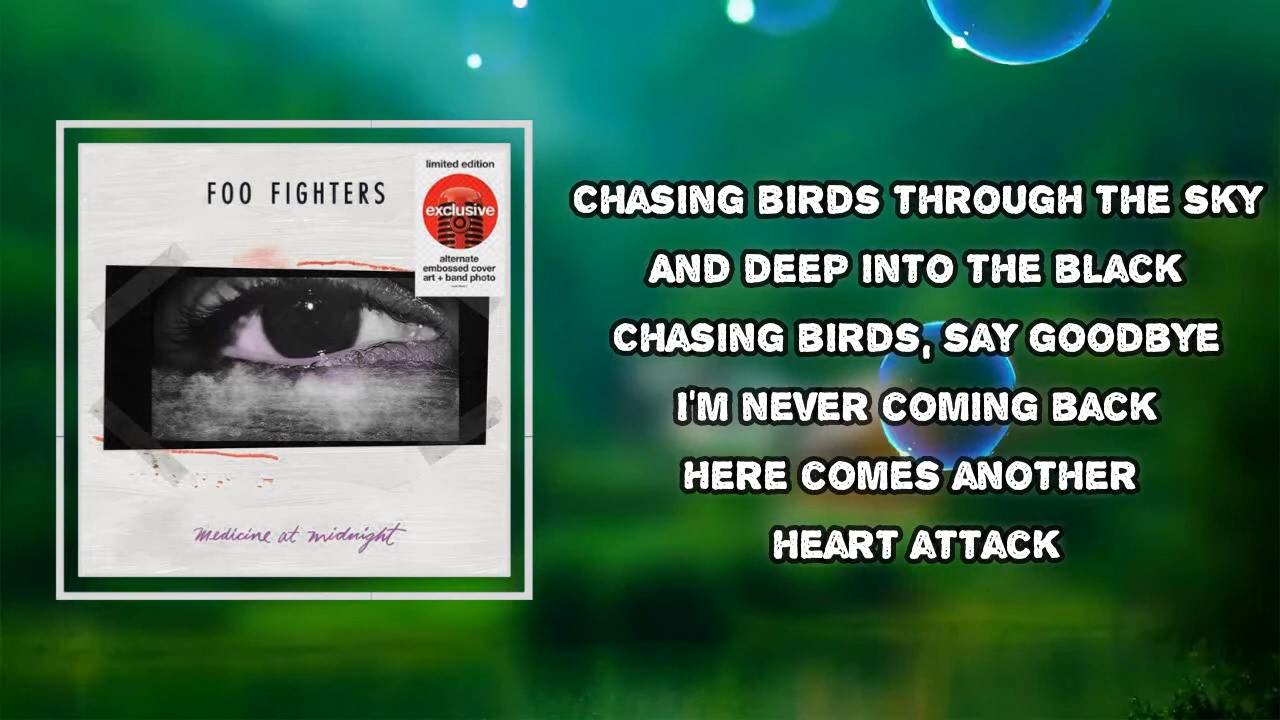 FOO FIGHTERS
limited edition
exclusive
alternate
embossed cover
art + band photo
medicine at midnight
CHASING BIRDS THROUGH THE SKY
AND DEEP INTO THE BLACK
CHASING BIRDS, SAY GOODBYE
I'M NEVER COMING BACK
HERE COMES ANOTHER
HEART ATTACK